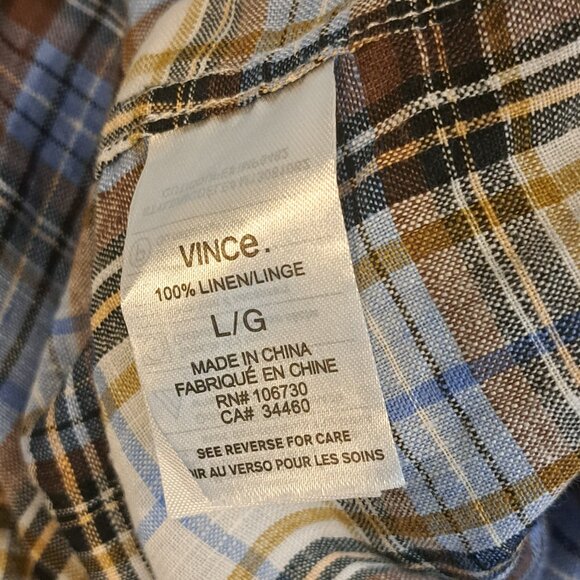 VINCE.
100% LINEN/LINGE
L/G
MADE IN CHINA
FABRIQUÉ EN CHINE
RN# 106730
CA# 34460
SEE REVERSE FOR CARE
IR AU VERSO POUR LES SOINS